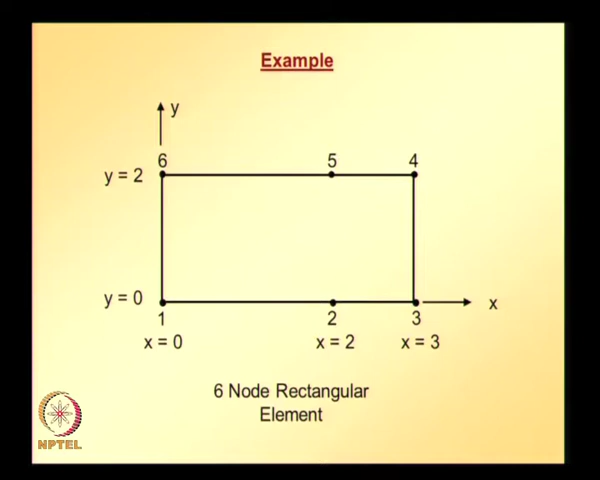 Example
y
6 5 4
y = 2
y = 0
x
1 2 3
x = 0 x = 2 x = 3
6 Node Rectangular
Element
NPTEL